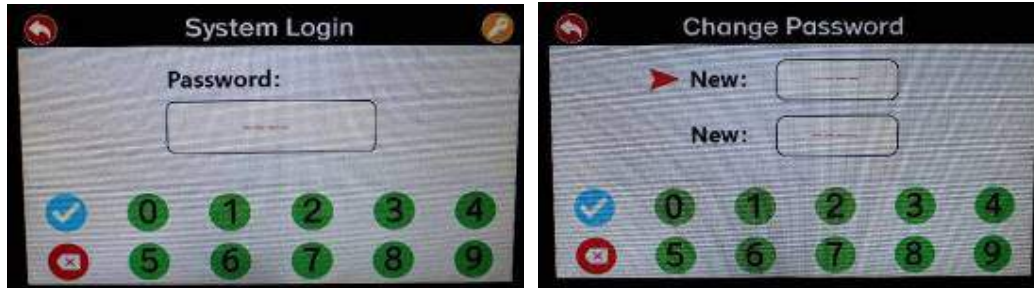 System Login
Password:
----
0 1 2 3 4
5 6 7 8 9
Change Password
New: ----
New: ----
0 1 2 3 4
5 6 7 8 9